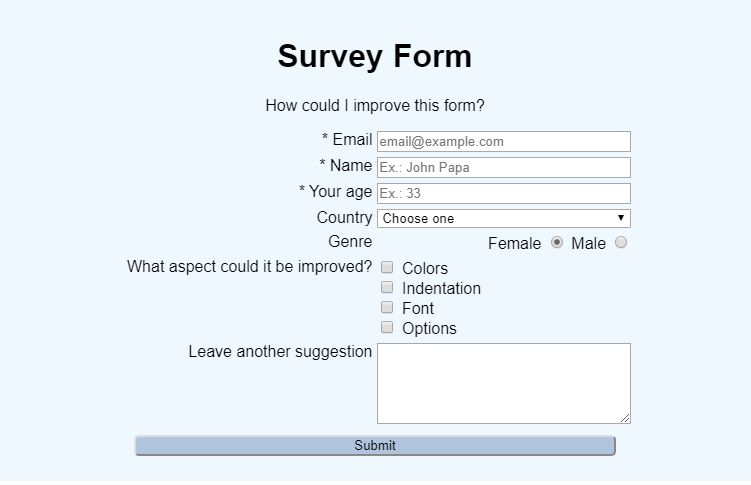 Survey Form
How could I improve this form?
* Email email@example.com
* Name Ex.: John Papa
* Your age Ex.: 33
Country Choose one
Genre Female Male
What aspect could it be improved? Colors
Indentation
Font
Options
Leave another suggestion
Submit